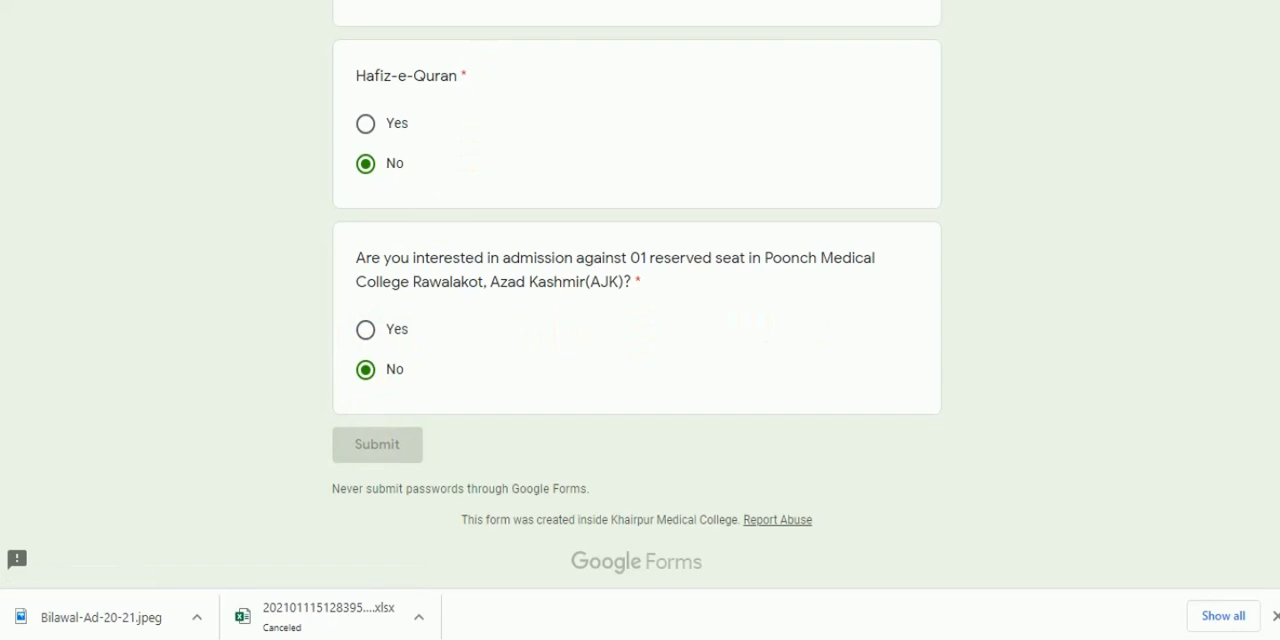 Hafiz-e-Quran *
Yes
No
Are you interested in admission against 01 reserved seat in Poonch Medical
College Rawalakot, Azad Kashmir(AJK)? *
Yes
No
Submit
Never submit passwords through Google Forms.
This form was created inside Khairpur Medical College. Report Abuse
Google Forms
Bilawal-Ad-20-21.jpeg
202101115128395....xlsx
Canceled
Show all